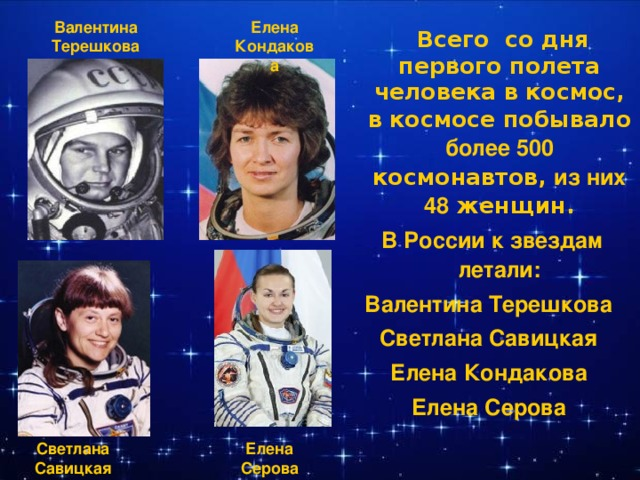 Валентина
Терешкова
Елена
Кондаков
а
СССР
Всего со дня
первого полета
человека в космос,
в космосе побывало
более 500
космонавтов, из них
48 женщин.
В России к звездам
летали:
Валентина Терешкова
Светлана Савицкая
Елена Кондакова
Елена Серова
Светлана
Савицкая
Елена
Серова